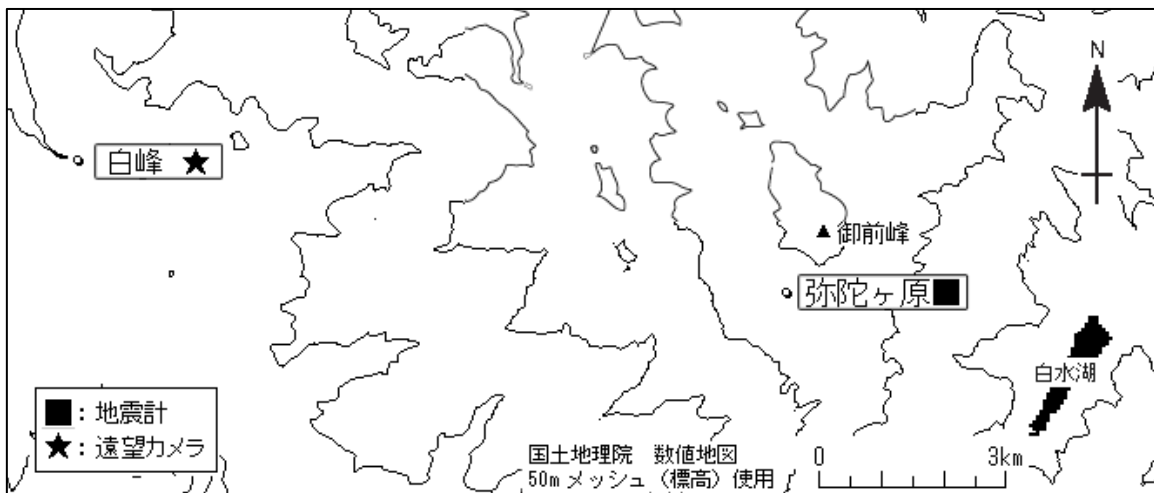 N
白峰 ★
▲御前峰
弥陀ヶ原■
白水湖
■：地震計
★：遠望カメラ
国土地理院 数値地図
50mメッシュ（標高）使用
0 3km